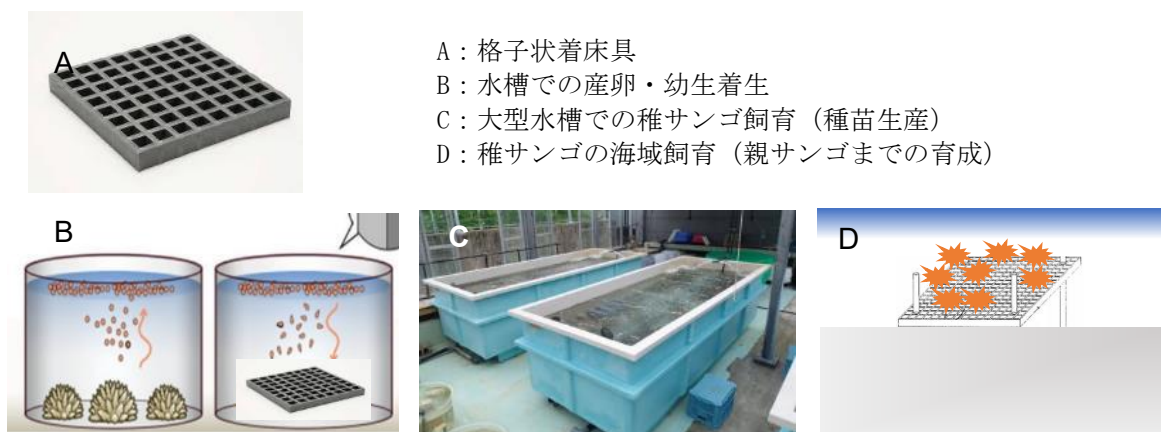 A
A：格子状着床具
B：水槽での産卵・幼生着生
C：大型水槽での稚サンゴ飼育（種苗生産）
D：稚サンゴの海域飼育（親サンゴまでの育成）
B
C
D